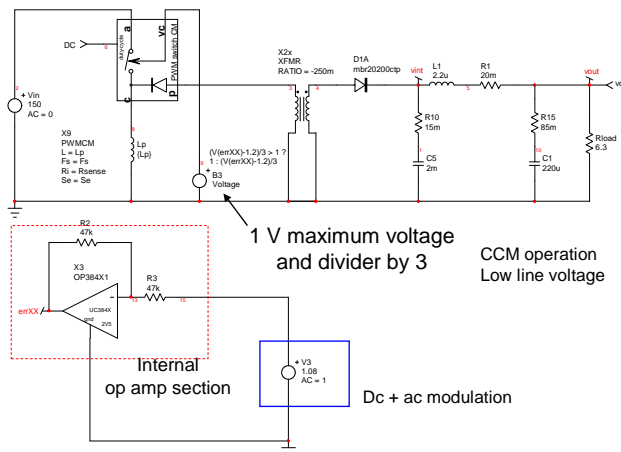 a
vc
DC
6
duty-cycle
PWM switch CM
c
p
2
Vin
150
AC = 0
X9
PWMCM
L = Lp
Fs = Fs
Ri = Rsense
Se = Se
8
Lp
{Lp}
9
(V(errXX)-1.2)/3 > 1 ?
1 : (V(errXX)-1.2)/3
B3
Voltage
X2x
XFMR
RATIO = -250m
3
4
D1A
mbr20200ctp
vint
L1
2.2u
5
R1
20m
vout
R10
15m
1
C5
2m
R15
85m
10
C1
220u
Rload
6.3
1 V maximum voltage
and divider by 3
CCM operation
Low line voltage
R2
47k
X3
OP384X1
errXX
UC384X
gnd
2V5
13
R3
47k
15
Internal
op amp section
V3
1.08
AC = 1
Dc + ac modulation